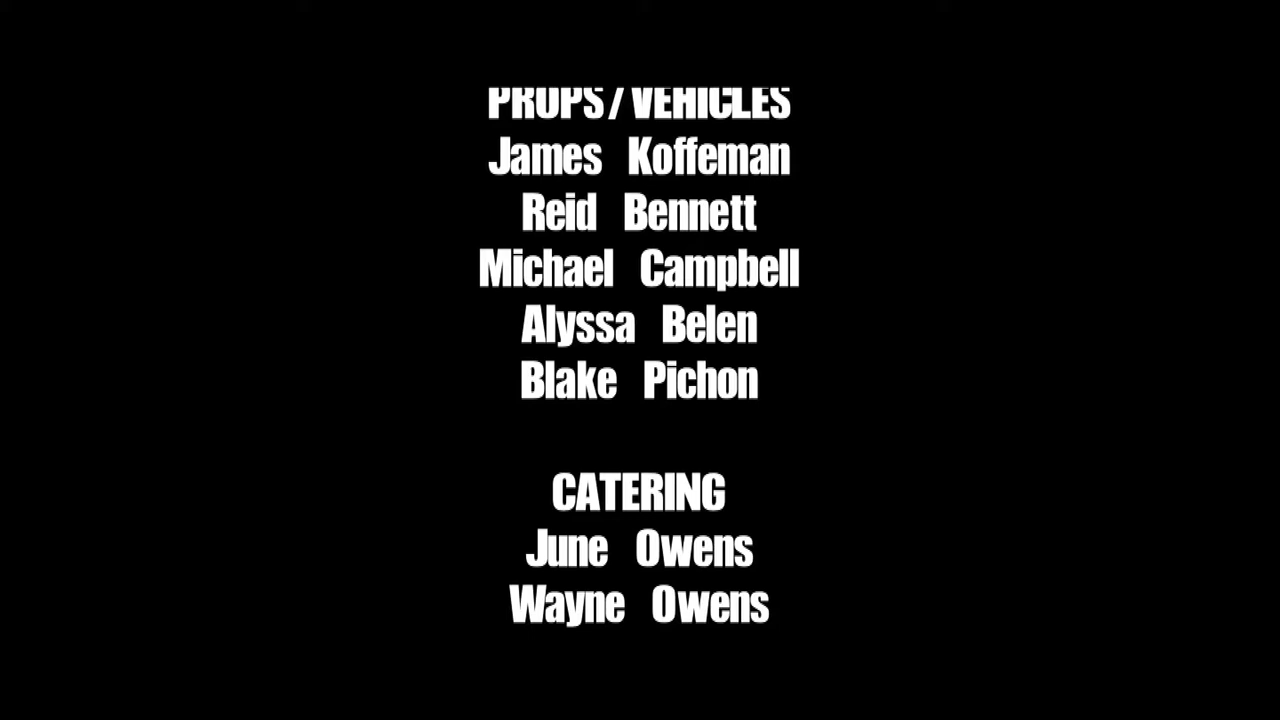 PROPS/VEHICLES
James Koffeman
Reid Bennett
Michael Campbell
Alyssa Belen
Blake Pichon
CATERING
June Owens
Wayne Owens